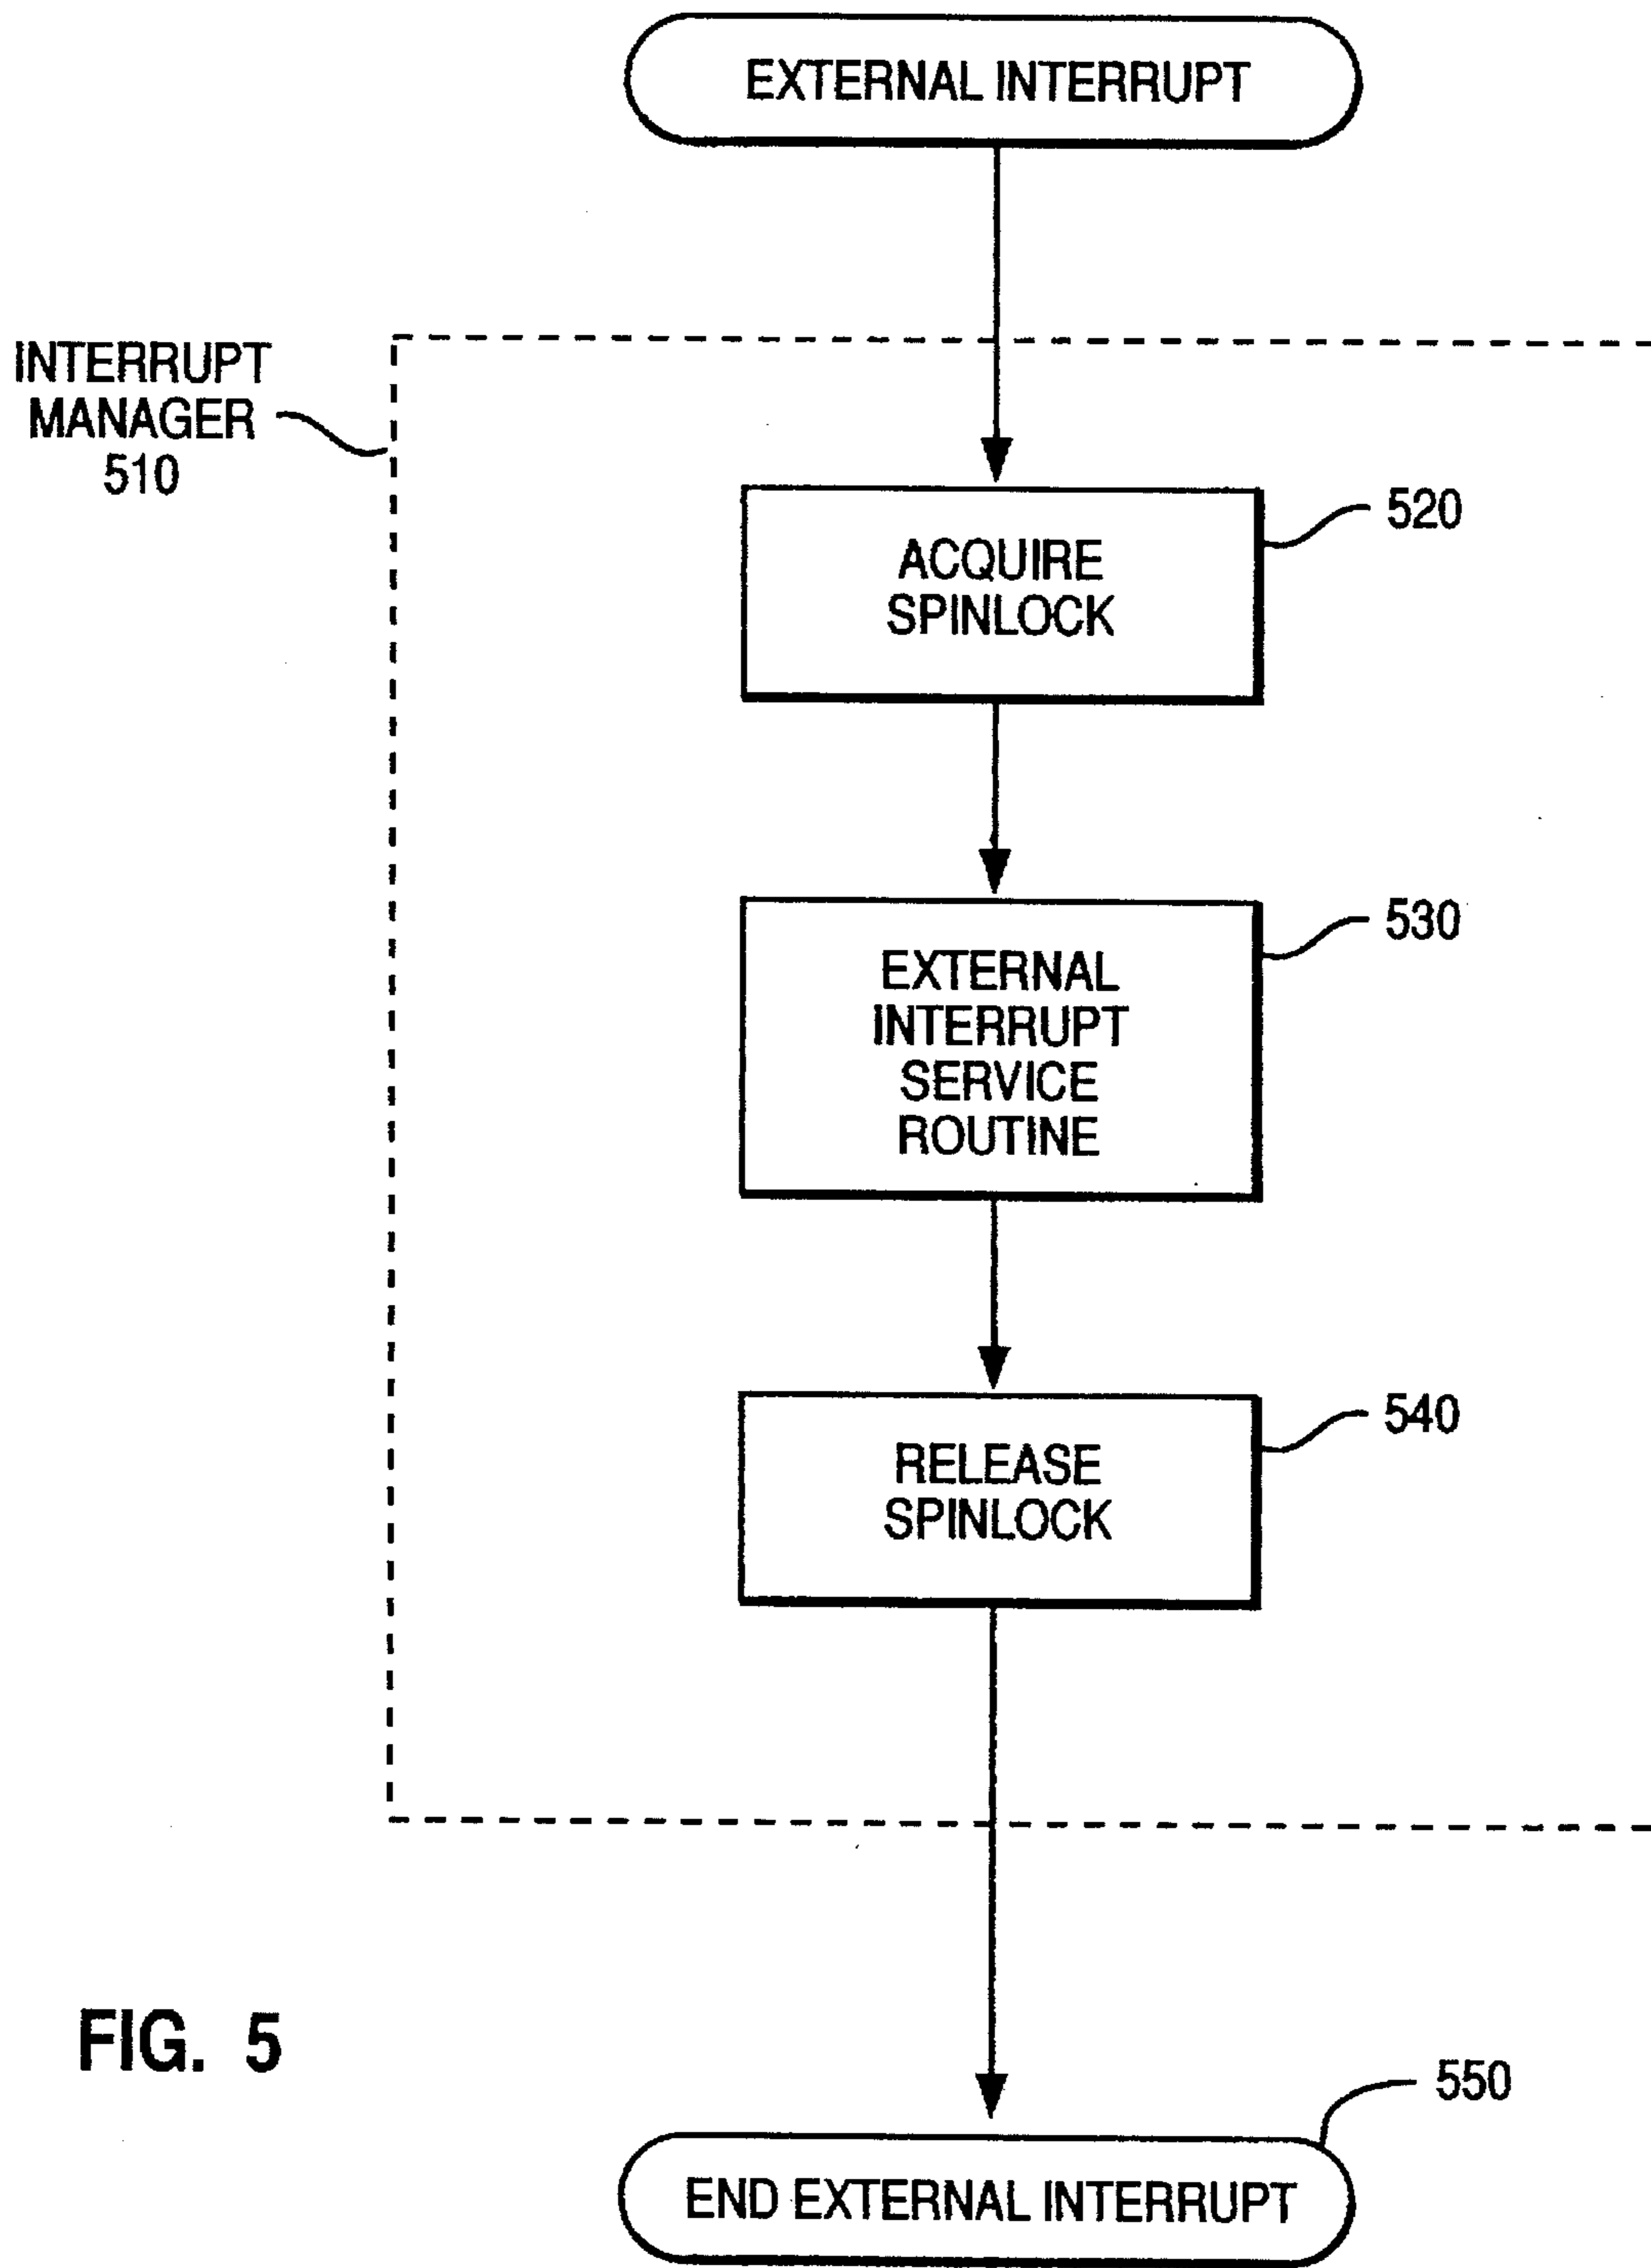 EXTERNAL INTERRUPT
INTERRUPT
MANAGER
510
520
ACQUIRE
SPINLOCK
530
EXTERNAL
INTERRUPT
SERVICE
ROUTINE
540
RELEASE
SPINLOCK
FIG. 5
550
END EXTERNAL INTERRUPT